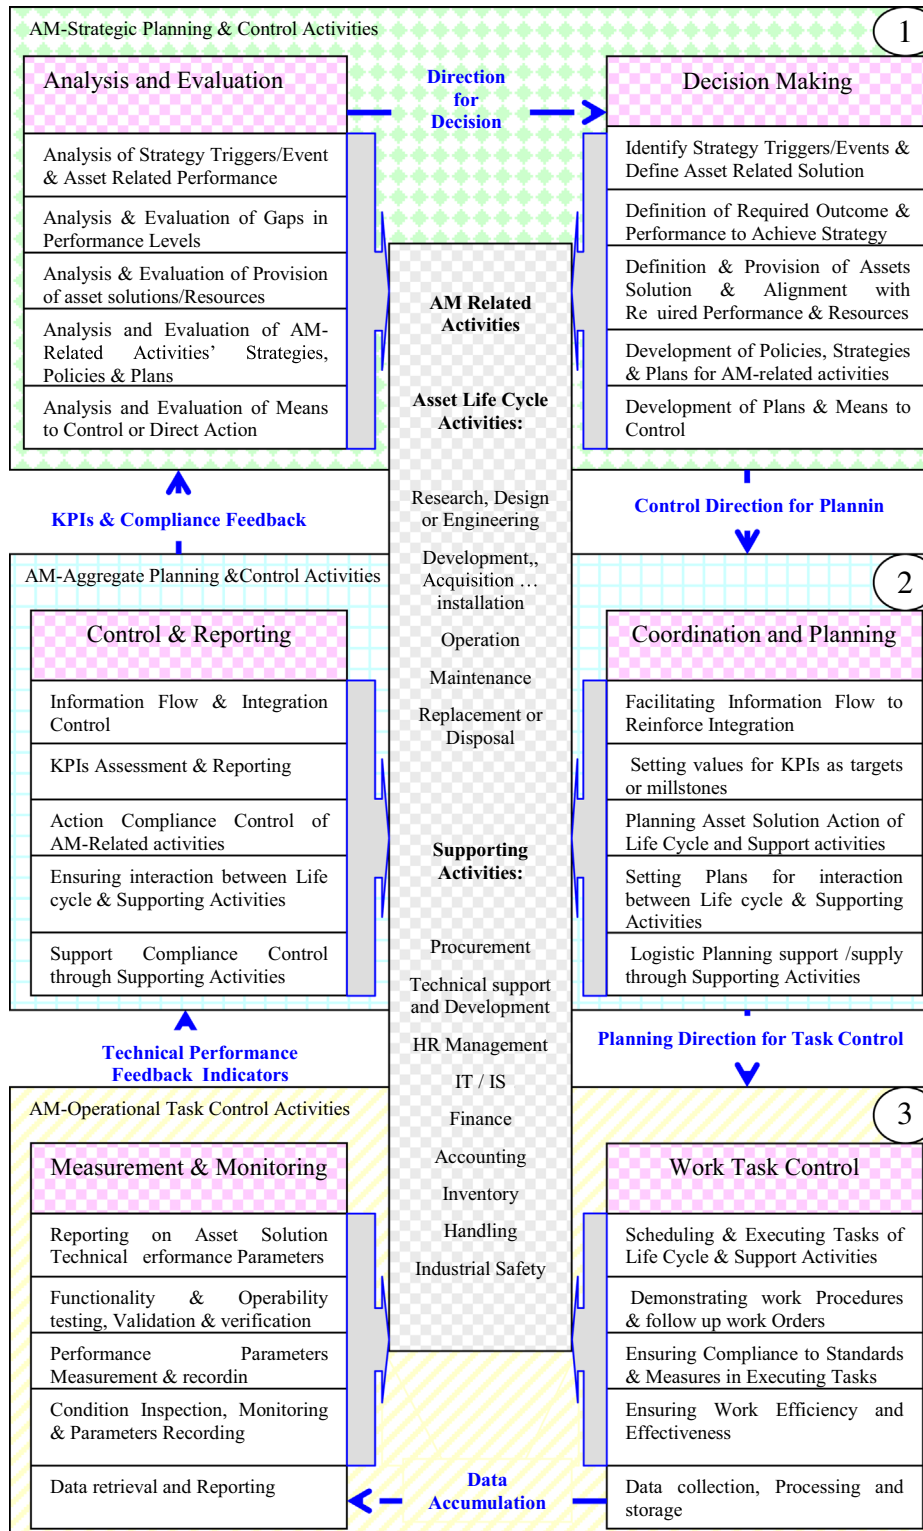 AM-Strategic Planning & Control Activities
1
Analysis and Evaluation
Direction
for
Decision
Decision Making
Analysis of Strategy Triggers/Event
& Asset Related Performance
Analysis & Evaluation of Gaps in
Performance Levels
Analysis & Evaluation of Provision
of asset solutions/Resources
Analysis and Evaluation of AM-
Related Activities’ Strategies,
Policies & Plans
Analysis and Evaluation of Means
to Control or Direct Action
Identify Strategy Triggers/Events &
Define Asset Related Solution
Definition of Required Outcome &
Performance to Achieve Strategy
Definition & Provision of Assets
Solution & Alignment with
Re uired Performance & Resources
Development of Policies, Strategies
& Plans for AM-related activities
Development of Plans & Means to
Control
KPIs & Compliance Feedback
Control Direction for Plannin
AM Related
Activities
Asset Life Cycle
Activities:
Research, Design
or Engineering
Development,,
Acquisition …
installation
Operation
Maintenance
Replacement or
Disposal
Supporting
Activities:
Procurement
Technical support
and Development
HR Management
IT / IS
Finance
Accounting
Inventory
Handling
Industrial Safety
AM-Aggregate Planning &Control Activities
2
Control & Reporting
Coordination and Planning
Information Flow & Integration
Control
KPIs Assessment & Reporting
Action Compliance Control of
AM-Related activities
Ensuring interaction between Life
cycle & Supporting Activities
Support Compliance Control
through Supporting Activities
Facilitating Information Flow to
Reinforce Integration
Setting values for KPIs as targets
or millstones
Planning Asset Solution Action of
Life Cycle and Support activities
Setting Plans for interaction
between Life cycle & Supporting
Activities
Logistic Planning support /supply
through Supporting Activities
Technical Performance
Feedback Indicators
Planning Direction for Task Control
AM-Operational Task Control Activities
3
Measurement & Monitoring
Work Task Control
Reporting on Asset Solution
Technical erformance Parameters
Functionality & Operability
testing, Validation & verification
Performance Parameters
Measurement & recordin
Condition Inspection, Monitoring
& Parameters Recording
Data retrieval and Reporting
Scheduling & Executing Tasks of
Life Cycle & Support Activities
Demonstrating work Procedures
& follow up work Orders
Ensuring Compliance to Standards
& Measures in Executing Tasks
Ensuring Work Efficiency and
Effectiveness
Data collection, Processing and
storage
Data
Accumulation